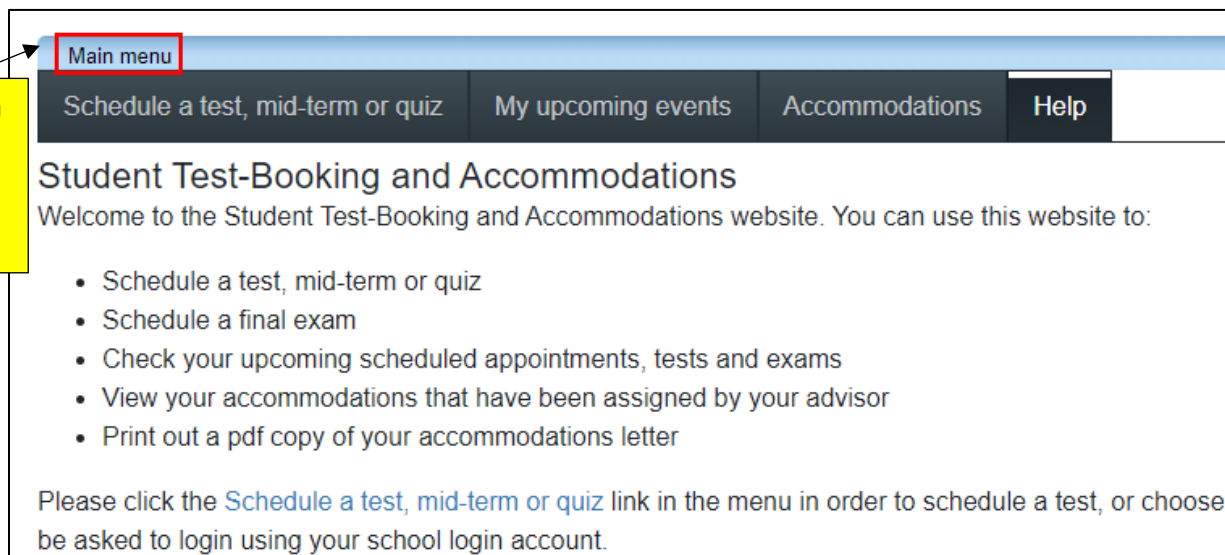 Main menu
Schedule a test, mid-term or quiz My upcoming events Accommodations Help
Student Test-Booking and Accommodations
Welcome to the Student Test-Booking and Accommodations website. You can use this website to:
• Schedule a test, mid-term or quiz
• Schedule a final exam
• Check your upcoming scheduled appointments, tests and exams
• View your accommodations that have been assigned by your advisor
• Print out a pdf copy of your accommodations letter
Please click the Schedule a test, mid-term or quiz link in the menu in order to schedule a test, or choose
be asked to login using your school login account.